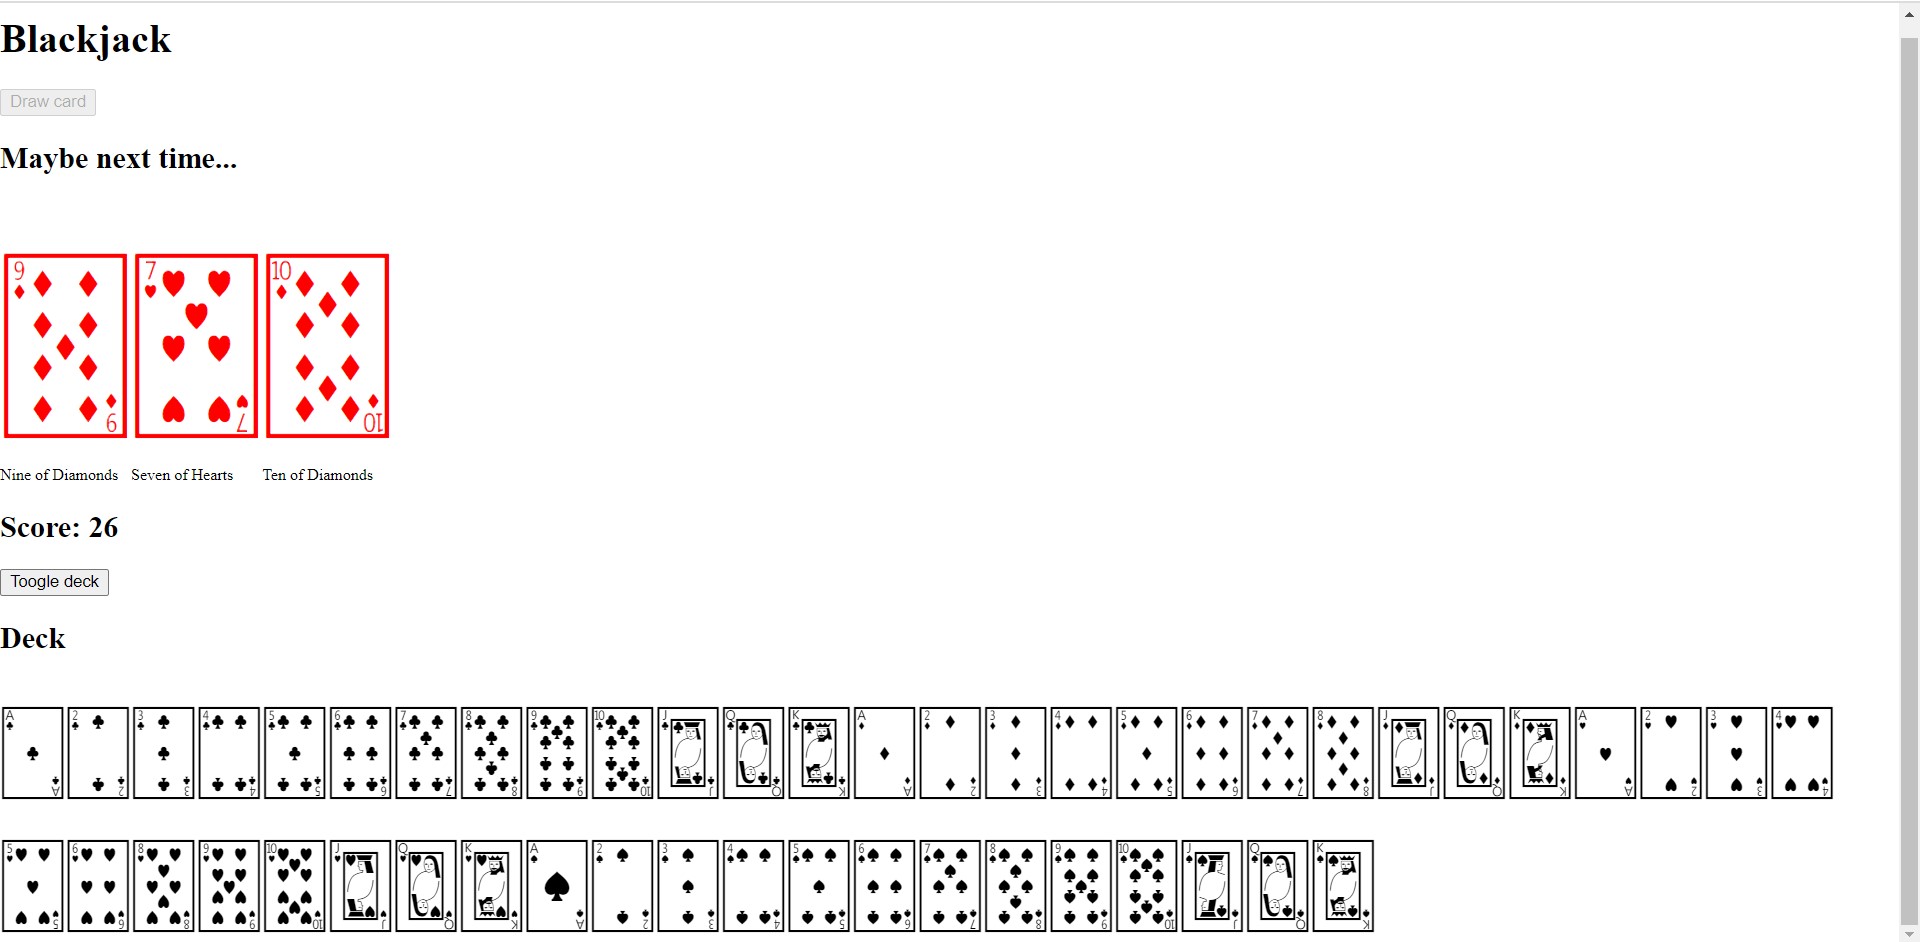 Blackjack
Draw card
Maybe next time...
9 7 10
6 7 10
Nine of Diamonds Seven of Hearts Ten of Diamonds
Score: 26
Toogle deck
Deck
A 2 3 4 5 6 7 8 9 10 J Q K A 2 3 4 5 6 7 8 J Q K A 2 3 4
A 2 3 4 5 6 7 8 9 10 J Q K A 2 3 4 5 6 7 8 J Q K A 2 3 4
5 6 8 9 10 J Q K A 2 3 4 5 6 7 8 9 10 J Q K
5 6 8 9 10 J Q K A 2 3 4 5 6 7 8 9 10 J Q K